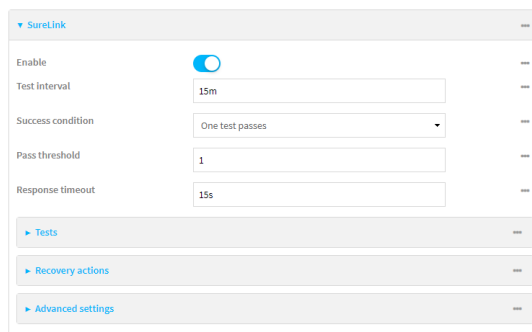 SureLink
Enable
Test interval
15m
Success condition
One test passes
Pass threshold
1
Response timeout
15s
Tests
Recovery actions
Advanced settings